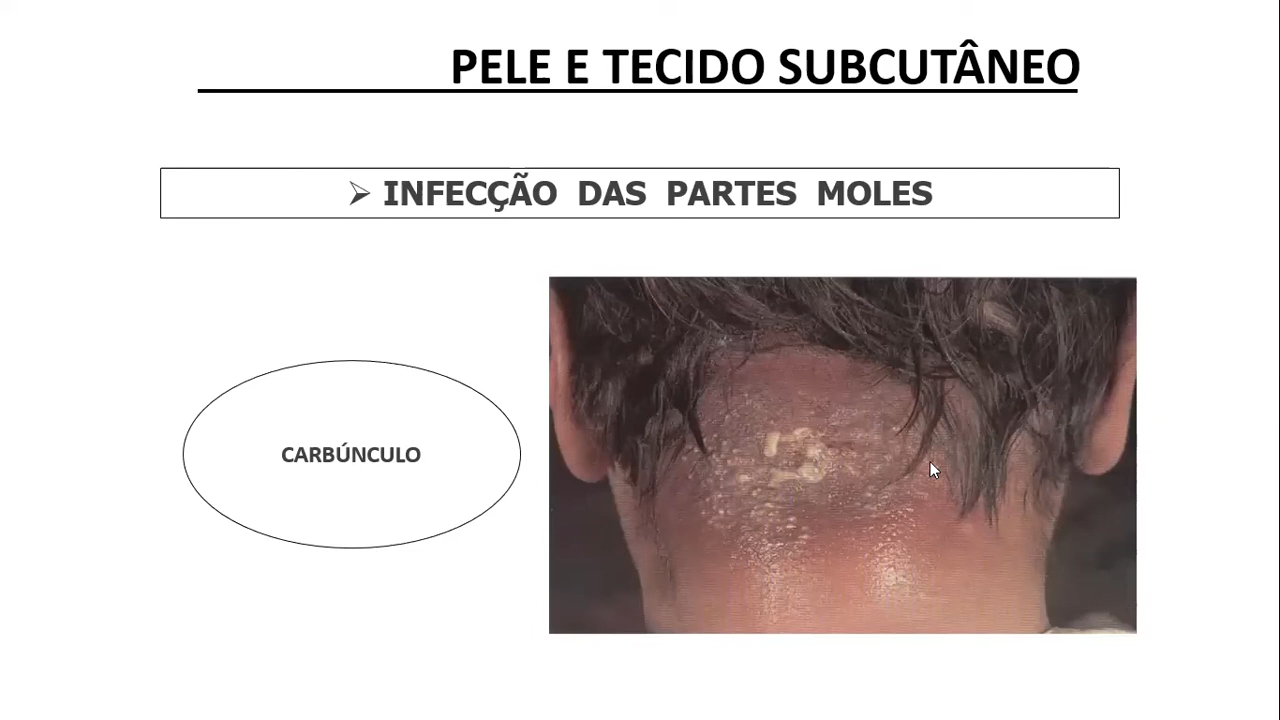 PELE E TECIDO SUBCUTÂNEO
INFECÇÃO DAS PARTES MOLES
CARBÚNCULO